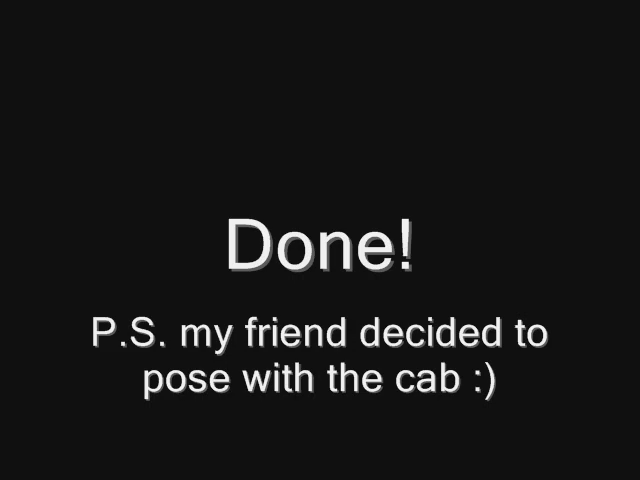 Done!
P.S. my friend decided to
pose with the cab :)